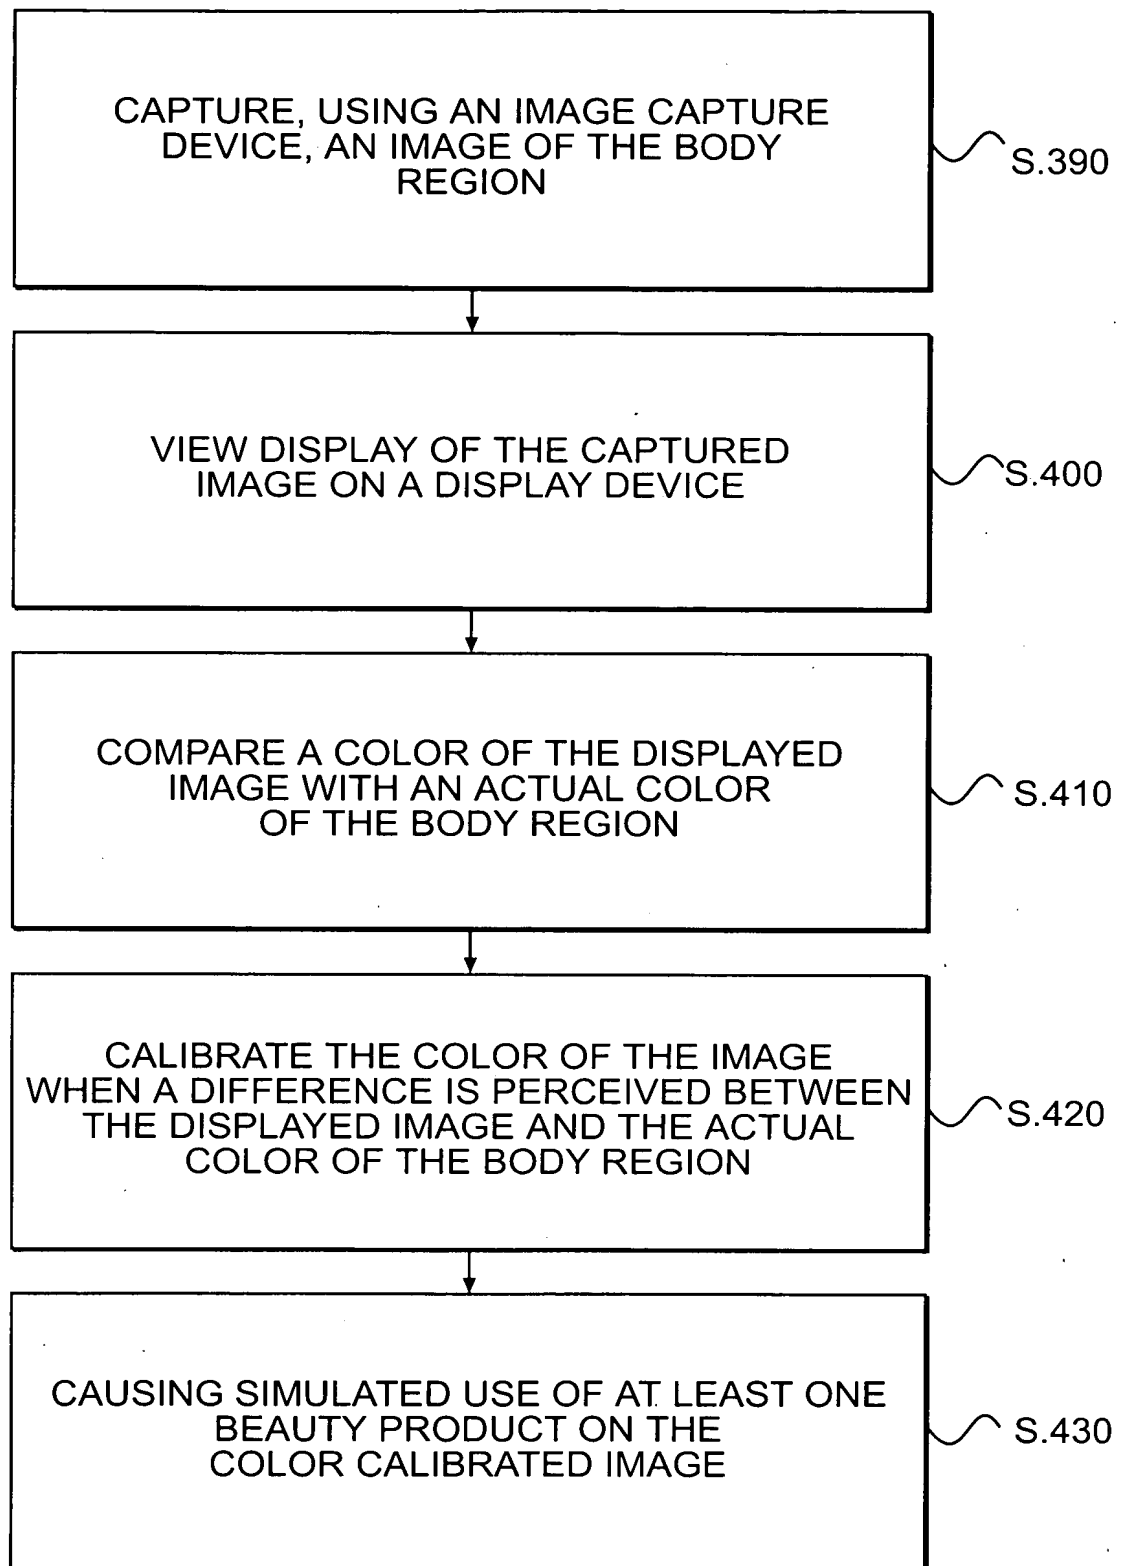 CAPTURE, USING AN IMAGE CAPTURE
DEVICE, AN IMAGE OF THE BODY
REGION
S.390
VIEW DISPLAY OF THE CAPTURED
IMAGE ON A DISPLAY DEVICE
S.400
COMPARE A COLOR OF THE DISPLAYED
IMAGE WITH AN ACTUAL COLOR
OF THE BODY REGION
S.410
CALIBRATE THE COLOR OF THE IMAGE
WHEN A DIFFERENCE IS PERCEIVED BETWEEN
THE DISPLAYED IMAGE AND THE ACTUAL
COLOR OF THE BODY REGION
S.420
CAUSING SIMULATED USE OF AT LEAST ONE
BEAUTY PRODUCT ON THE
COLOR CALIBRATED IMAGE
S.430